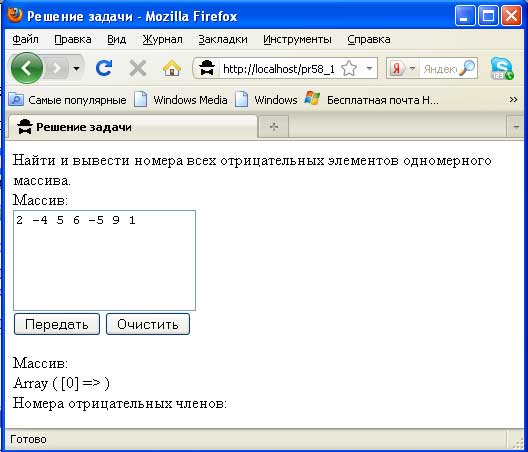 Решение задачи - Mozilla Firefox
Файл Правка Вид Журнал Закладки Инструменты Справка
http://localhost/pr58_1 Я Яндекс
Самые популярные Windows Media Windows Бесплатная почта H...
Решение задачи
Найти и вывести номера всех отрицательных элементов одномерного
массива.
Массив:
2 -4 5 6 -5 9 1
Передать Очистить
Массив:
Array ( [0] => )
Номера отрицательных членов:
Готово